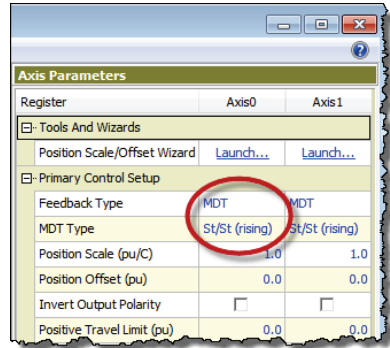 Axis Parameters
Register Axis0 Axis1
Tools And Wizards
Position Scale/Offset Wizard Launch... Launch...
Primary Control Setup
Feedback Type MDT MDT
MDT Type St/St (rising) St/St (rising)
Position Scale (pu/C) 1.0 1.0
Position Offset (pu) 0.0 0.0
Invert Output Polarity
Positive Travel Limit (pu) 0.0 0.0